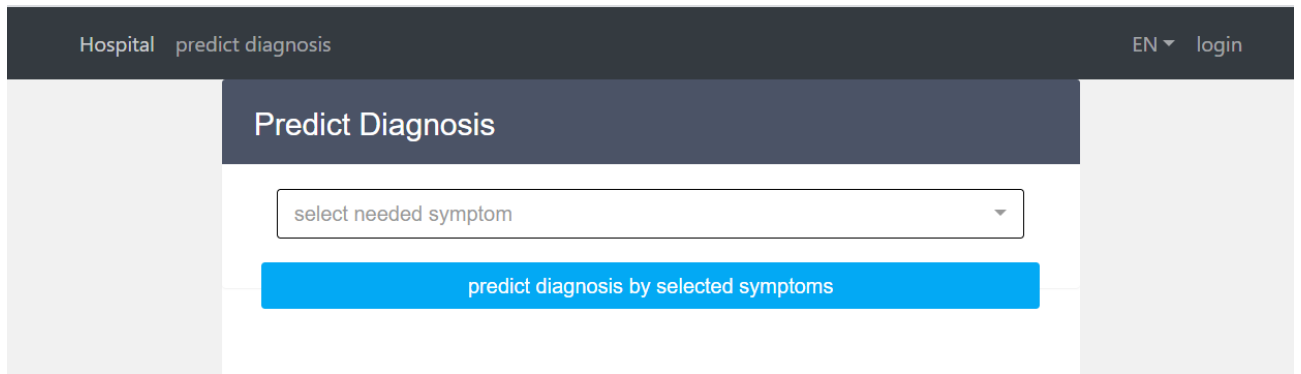 Hospital predict diagnosis EN login
Predict Diagnosis
select needed symptom
predict diagnosis by selected symptoms